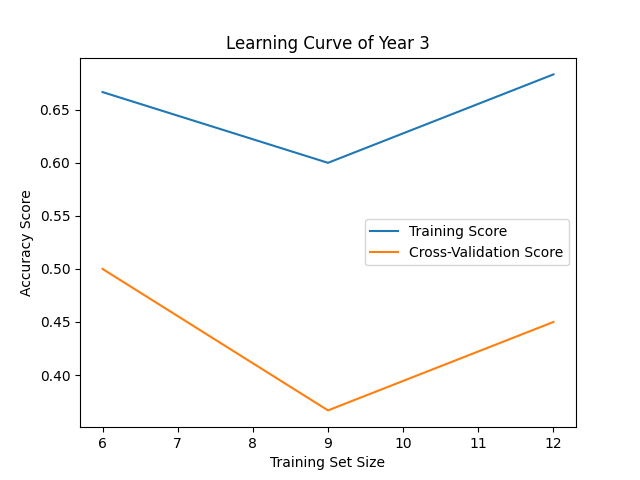 Learning Curve of Year 3
Accuracy Score
0.65
0.60
0.55
0.50
0.45
0.40
Training Score
Cross-Validation Score
6 7 8 9 10 11 12
Training Set Size